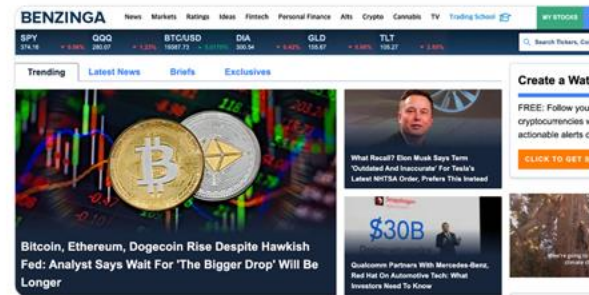 BENZINGA
News Markets Ratings Ideas Fintech Personal Finance Alts Crypto Cannabis TV Trading School
MY STOCKS
SPY QQQ BTC/USD DIA GLD TLT
Search Tickers,
Trending Latest News Briefs Exclusives
Bitcoin, Ethereum, Dogecoin Rise Despite Hawkish
Fed: Analyst Says Wait For 'The Bigger Drop' Will Be
Longer
What Recall? Elon Musk Says Term
'Outdated And Inaccurate' For Tesla's
Latest NHTSA Order, Prefers This Instead
Snapdragon
$30B
Qualcomm Partners With Mercedes-Benz,
Red Hat On Automotive Tech: What
Investors Need To Know
Create a Wat
FREE: Follow you
cryptocurrencies w
actionable alerts
CLICK TO GET S